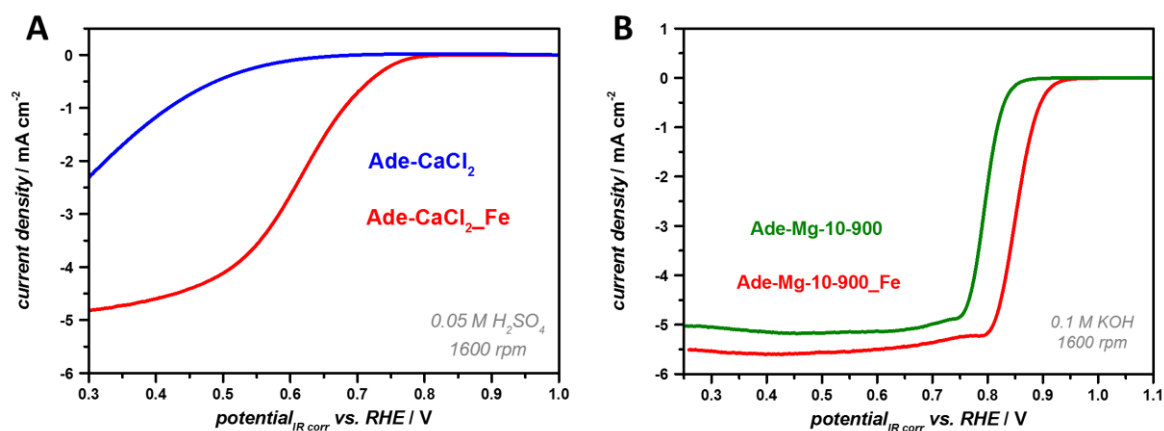 A
0
-1
-2
-3
-4
-5
-6
current density / mA cm⁻²
Ade-CaCl₂
Ade-CaCl₂_Fe
0.05 M H₂SO₄
1600 rpm
0.3 0.4 0.5 0.6 0.7 0.8 0.9 1.0
potential_IR corr vs. RHE / V
B
1
0
-1
-2
-3
-4
-5
-6
current density / mA cm⁻²
Ade-Mg-10-900
Ade-Mg-10-900_Fe
0.1 M KOH
1600 rpm
0.3 0.4 0.5 0.6 0.7 0.8 0.9 1.0 1.1
potential_IR corr vs. RHE / V